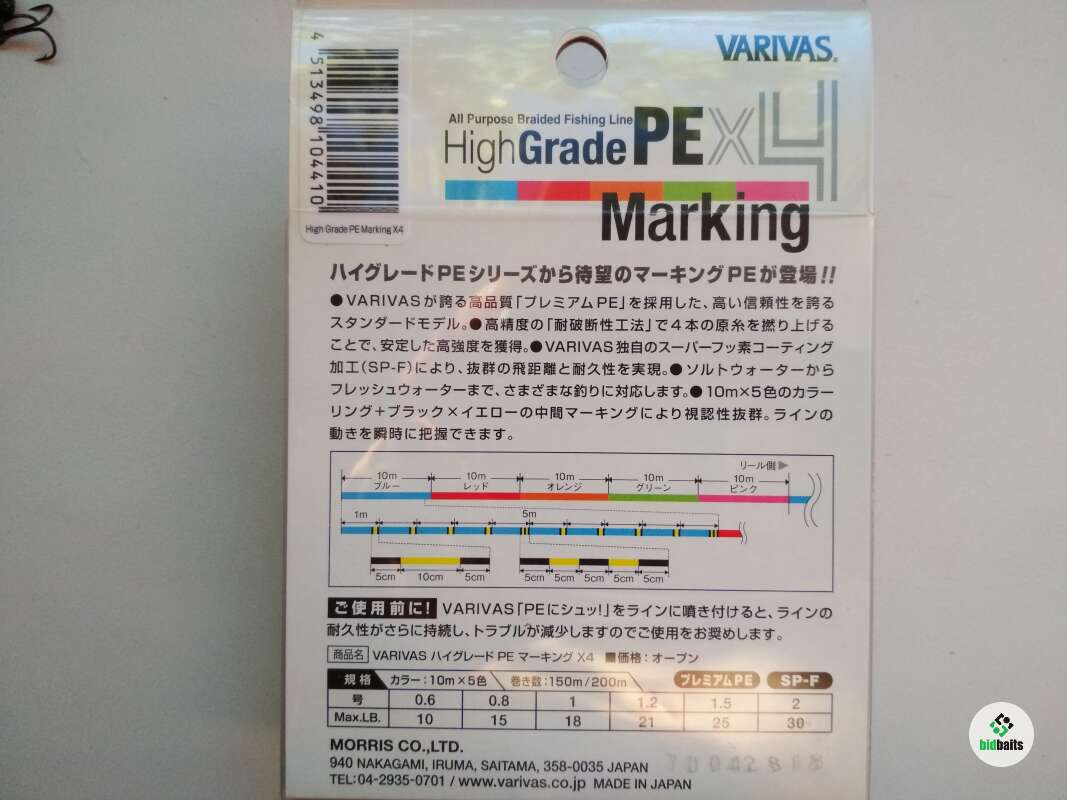 4 513498 104410
High Grade PE Marking X4
VARIVAS®
All Purpose Braided Fishing Line
HighGrade PE x4
Marking
ハイグレードPEシリーズから待望のマーキングPEが登場!!
●VARIVASが誇る高品質「プレミアムPE」を採用した、高い信頼性を誇る
スタンダードモデル。●高精度の「耐破断性工法」で4本の原糸を撚り上げる
ことで、安定した高強度を獲得。●VARIVAS独自のスーパーフッ素コーティング
加工(SP-F)により、抜群の飛距離と耐久性を実現。●ソルトウォーターから
フレッシュウォーターまで、さまざまな釣りに対応します。●10m×5色のカラー
リング+ブラック×イエローの中間マーキングにより視認性抜群。ラインの
動きを瞬時に把握できます。
リール側▶
10m 10m 10m 10m 10m
ブルー レッド オレンジ グリーン ピンク
1m 5m
5cm 10cm 5cm 5cm 5cm 5cm 5cm 5cm
ご使用前に! VARIVAS「PEにシュッ!」をラインに噴き付けると、ラインの
耐久性がさらに持続し、トラブルが減少しますのでご使用をお奨めします。
商品名 VARIVAS ハイグレード PE マーキング X4 ■価格:オープン
規格 カラー:10m×5色 巻き数:150m/200m プレミアムPE SP-F
号 0.6 0.8 1 1.2 1.5 2
Max.LB. 10 15 18 21 25 30
MORRIS CO.,LTD.
940 NAKAGAMI, IRUMA, SAITAMA, 358-0035 JAPAN
TEL:04-2935-0701 / www.varivas.co.jp MADE IN JAPAN
bidbaits